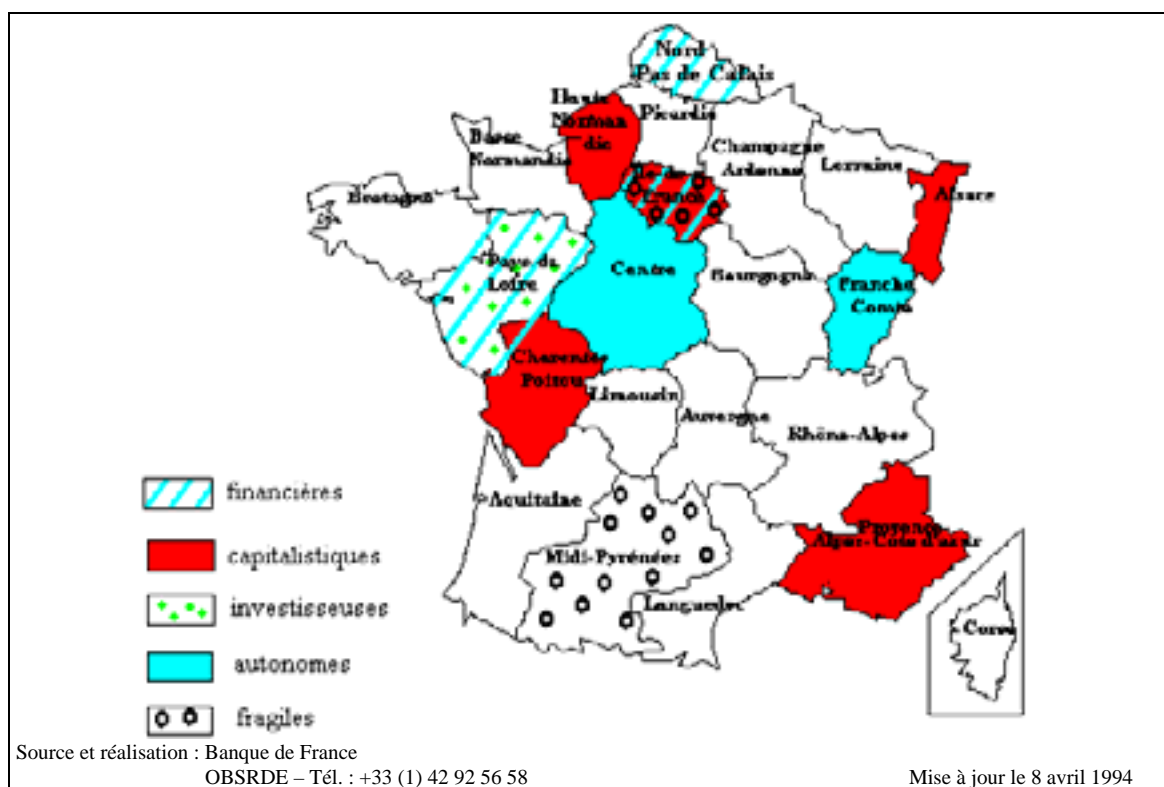 Nord
Pas de Calais
Haute
Norman
die
Picardie
Basse
Normandie
Champagne
Ardenne
Lorraine
Ile-de
France
Alsace
Bretagne
Pays de
Loire
Centre
Bourgogne
Franche
Comté
Charentes
Poitou
Limousin
Auvergne
Rhône-Alpes
financières
Aquitaine
Provence
Alpes-Côte d'azur
capitalistiques
Midi-Pyrénées
investisseuses
Languedoc
Corse
autonomes
fragiles
Source et réalisation : Banque de France
OBSRDE – Tél. : +33 (1) 42 92 56 58
Mise à jour le 8 avril 1994